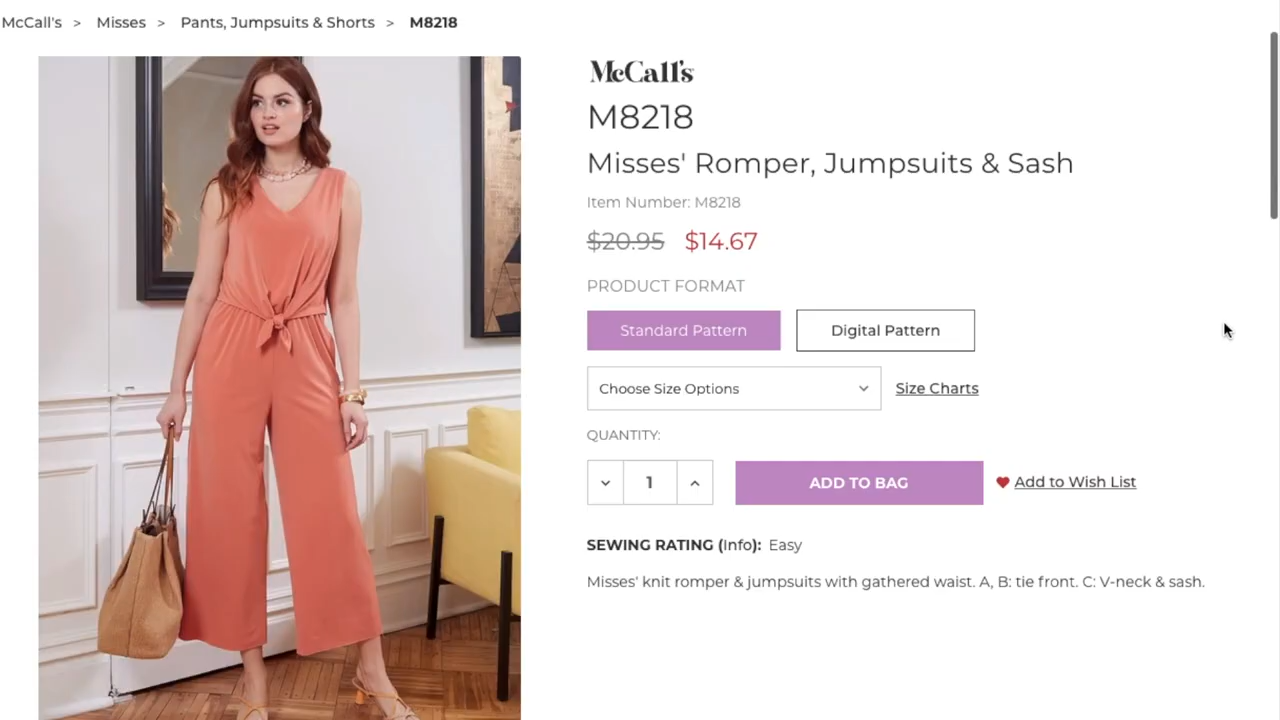 McCall's > Misses > Pants, Jumpsuits & Shorts > M8218
McCall's
M8218
Misses' Romper, Jumpsuits & Sash
Item Number: M8218
$20.95 $14.67
PRODUCT FORMAT
Standard Pattern Digital Pattern
Choose Size Options Size Charts
QUANTITY:
1 ADD TO BAG Add to Wish List
SEWING RATING (Info): Easy
Misses' knit romper & jumpsuits with gathered waist. A, B: tie front. C: V-neck & sash.